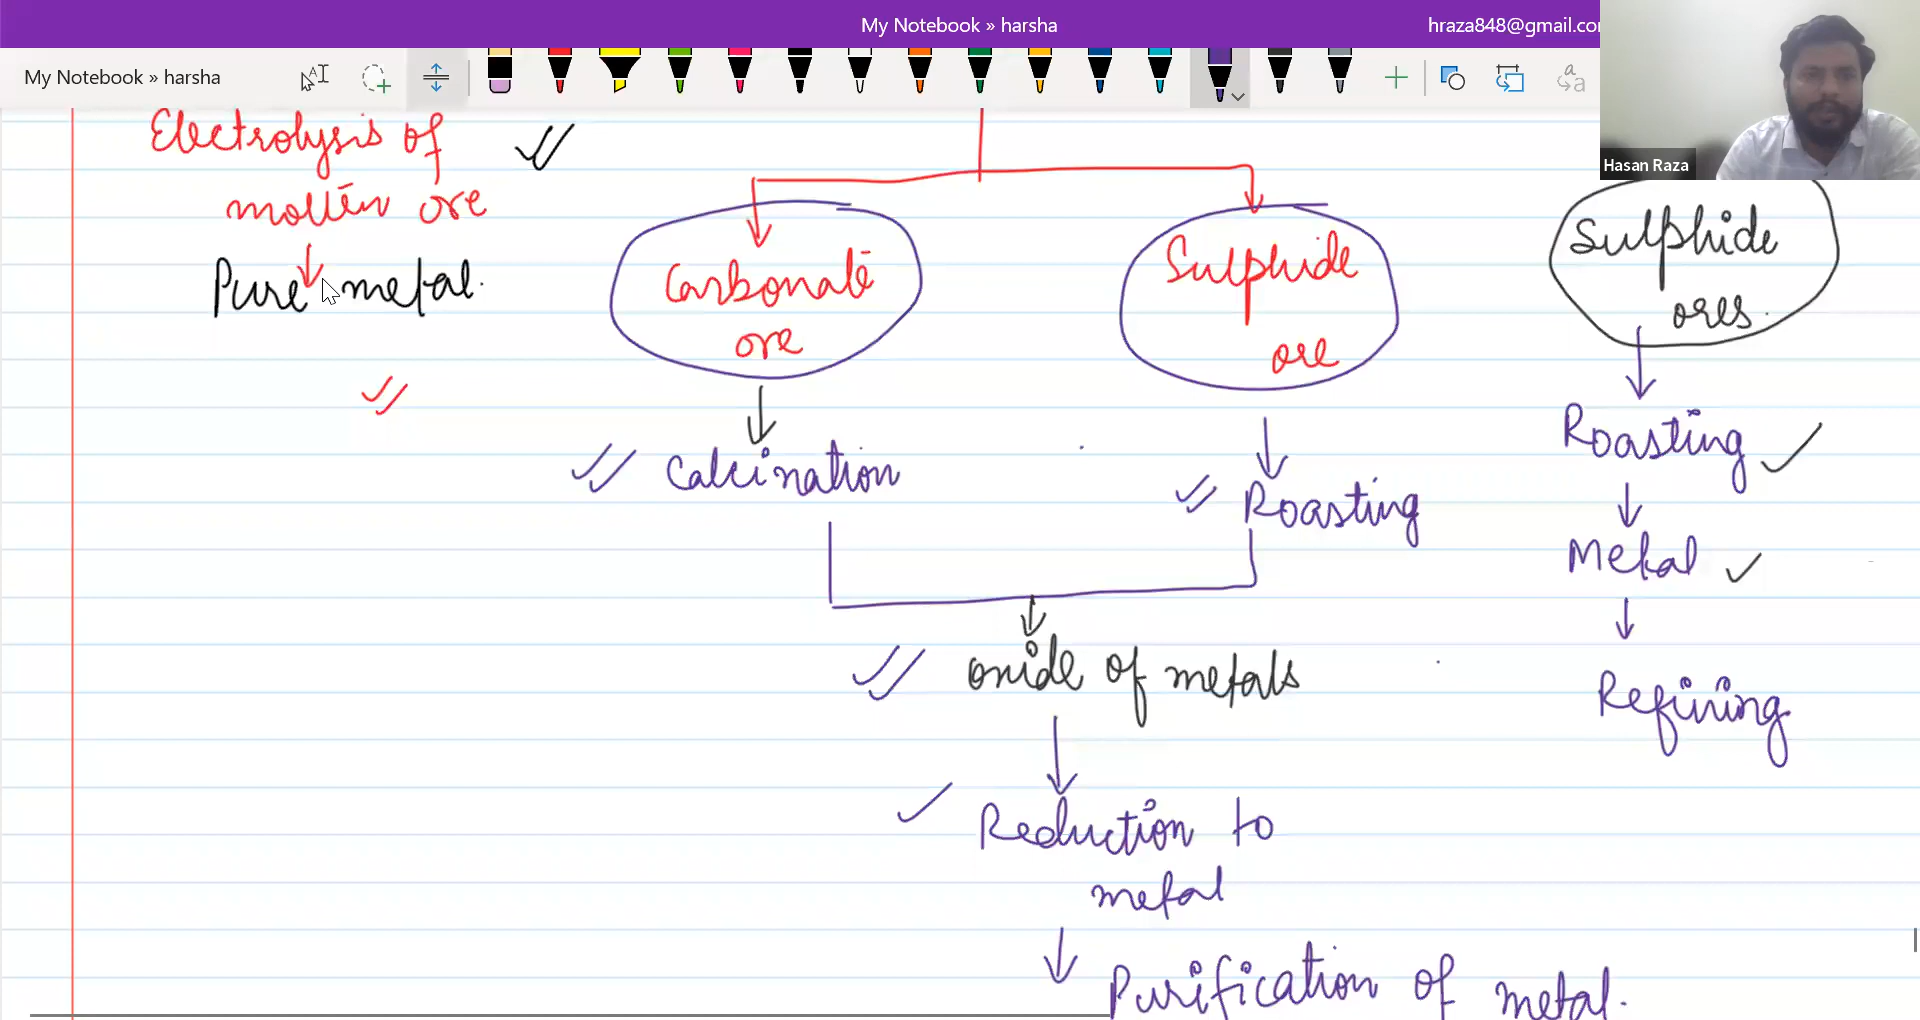 My Notebook » harsha
hraza848@gmail.co
My Notebook » harsha
Hasan Raza
Electrolysis of
molten ore
Pure metal.
Carbonate
ore
Calcination
Sulphide
ore
Roasting
oxide of metals
Reduction to
metal
Purification of metal.
Sulphide
ores.
Roasting
Metal
Refining